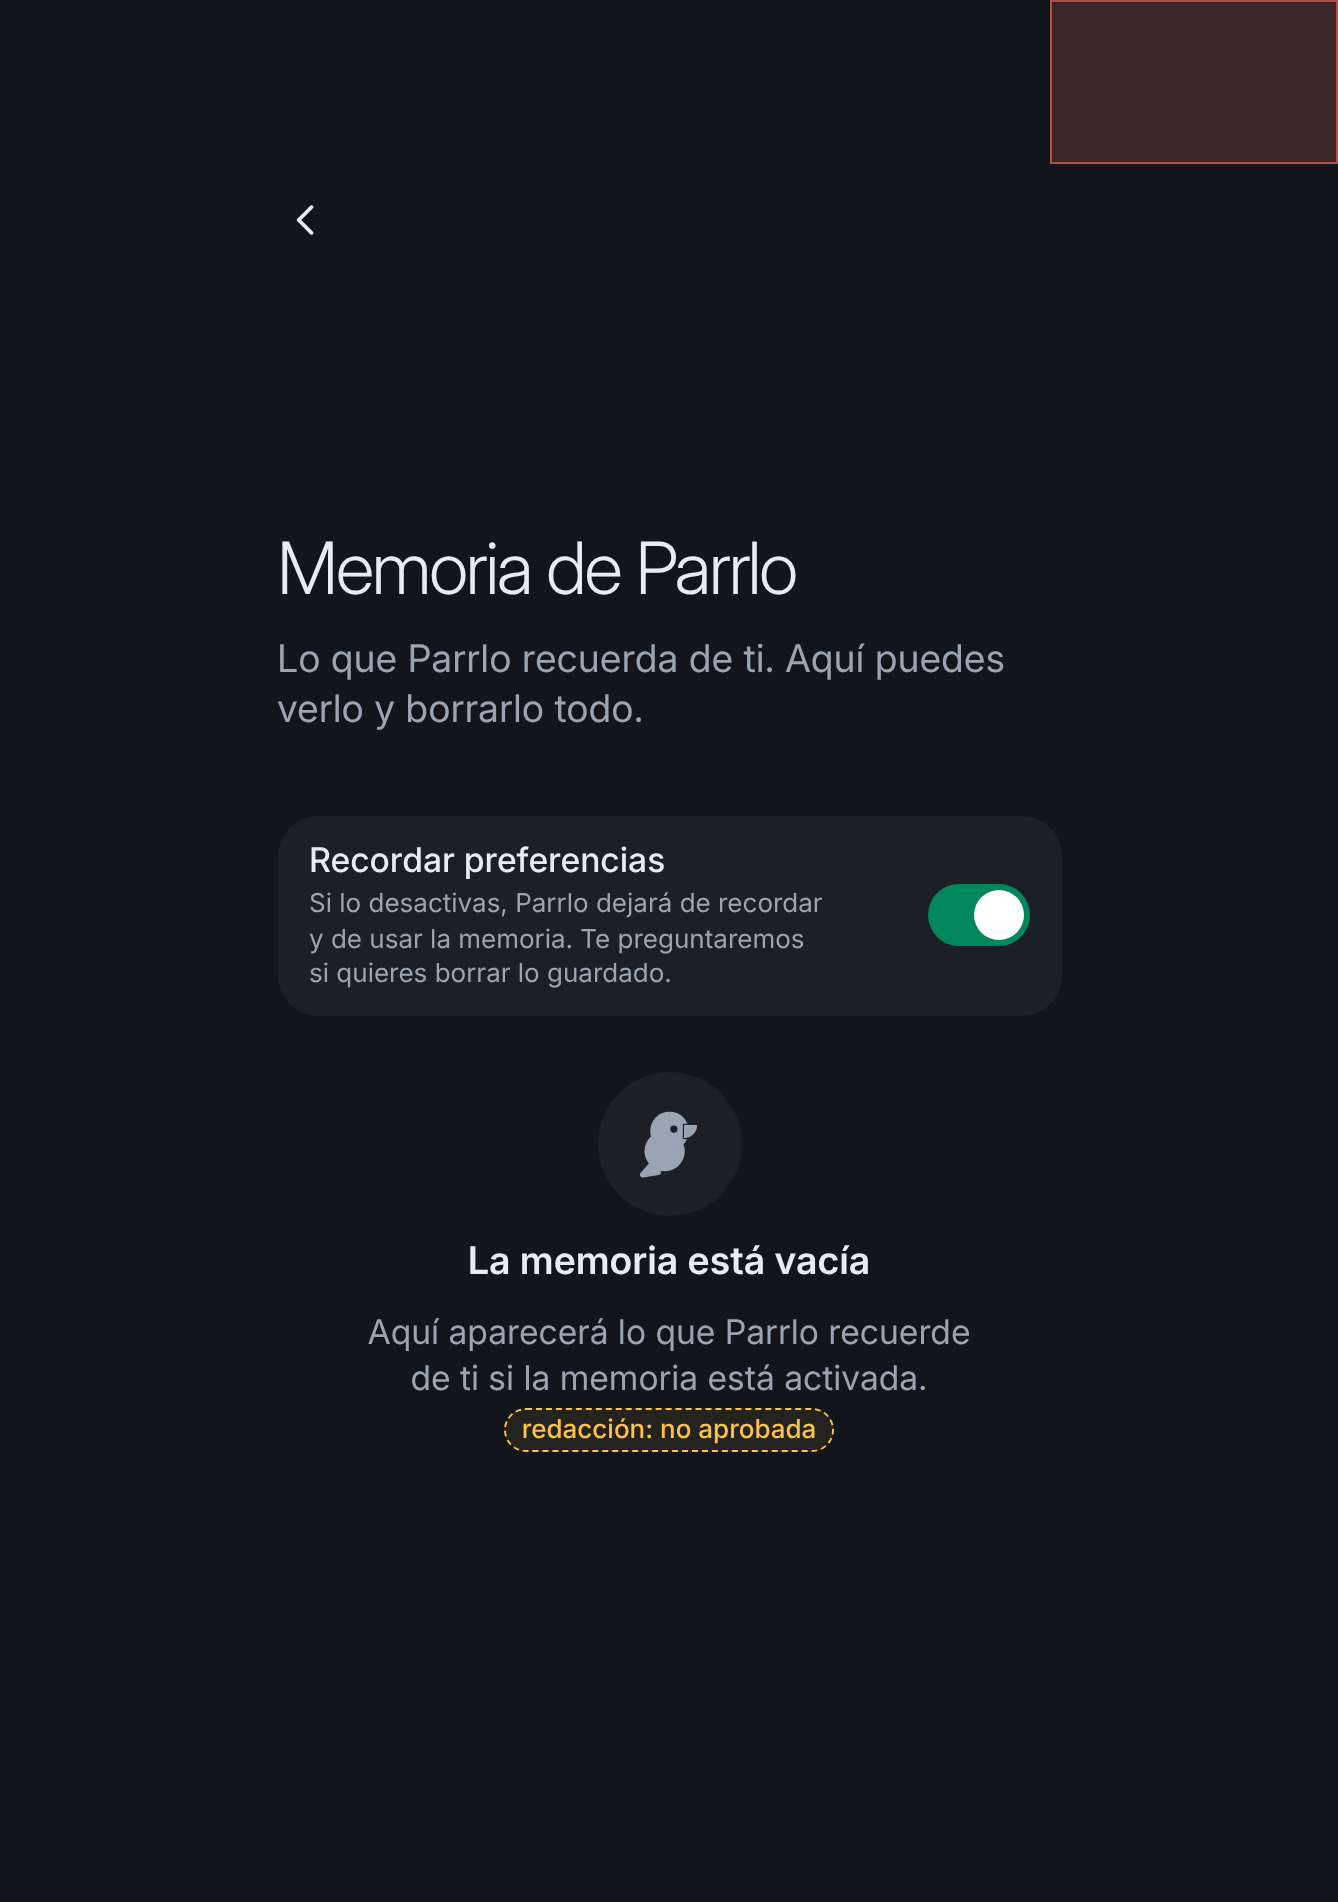 Memoria de Parrlo
Lo que Parrlo recuerda de ti. Aquí puedes
verlo y borrarlo todo.
Recordar preferencias
Si lo desactivas, Parrlo dejará de recordar
y de usar la memoria. Te preguntaremos
si quieres borrar lo guardado.
La memoria está vacía
Aquí aparecerá lo que Parrlo recuerde
de ti si la memoria está activada.
redacción: no aprobada